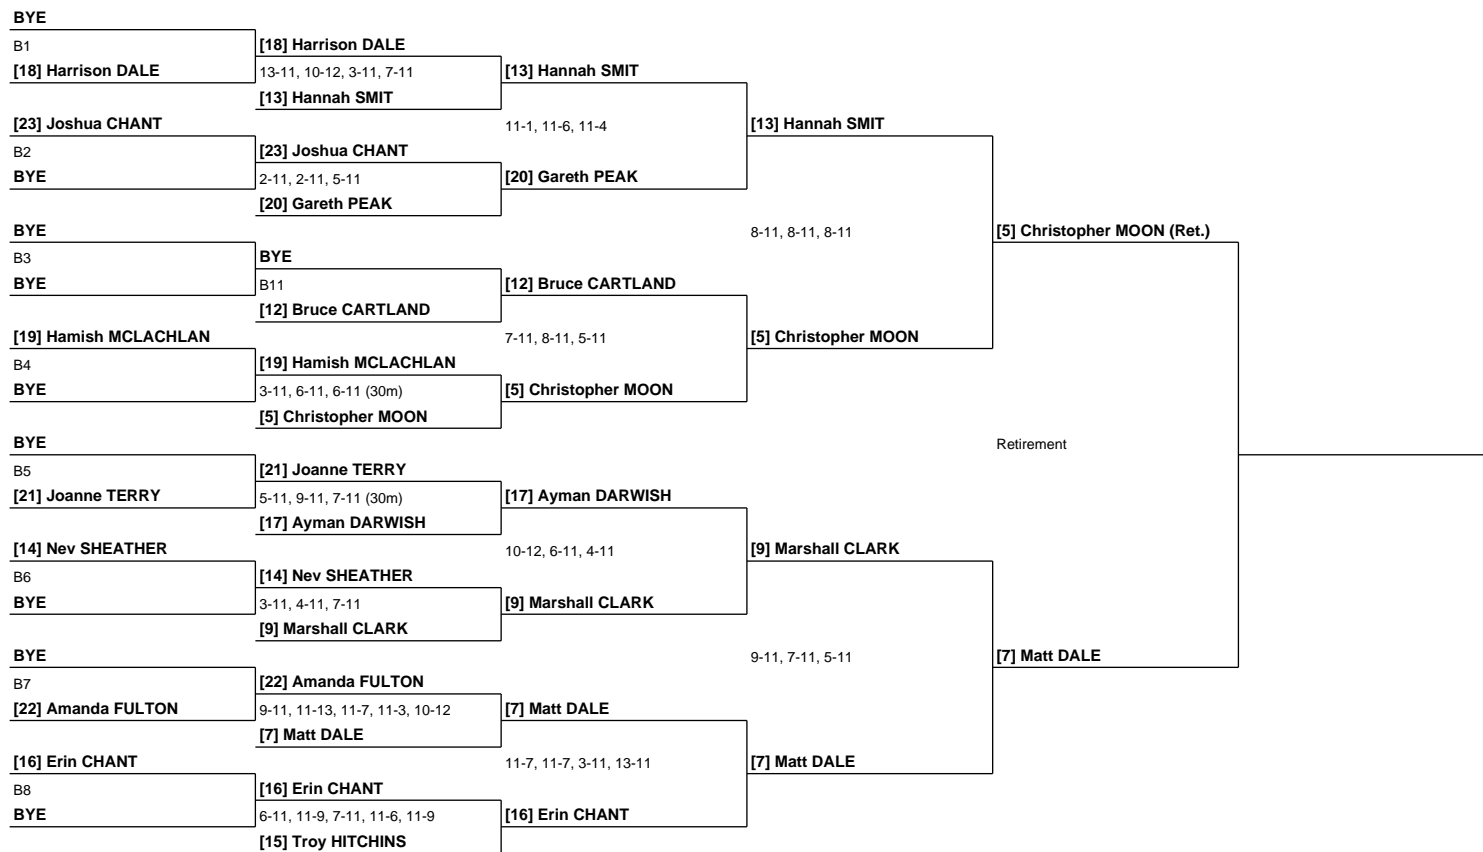 BYE
B1
[18] Harrison DALE
[18] Harrison DALE
13-11, 10-12, 3-11, 7-11
[13] Hannah SMIT
[13] Hannah SMIT
[23] Joshua CHANT
B2
BYE
[23] Joshua CHANT
2-11, 2-11, 5-11
[20] Gareth PEAK
11-1, 11-6, 11-4
[20] Gareth PEAK
[13] Hannah SMIT
BYE
B3
BYE
BYE
B11
[12] Bruce CARTLAND
[12] Bruce CARTLAND
[19] Hamish MCLACHLAN
B4
BYE
[19] Hamish MCLACHLAN
3-11, 6-11, 6-11 (30m)
[5] Christopher MOON
7-11, 8-11, 5-11
[5] Christopher MOON
8-11, 8-11, 8-11
[5] Christopher MOON
[5] Christopher MOON (Ret.)
BYE
B5
[21] Joanne TERRY
[21] Joanne TERRY
5-11, 9-11, 7-11 (30m)
[17] Ayman DARWISH
[17] Ayman DARWISH
[14] Nev SHEATHER
B6
BYE
[14] Nev SHEATHER
3-11, 4-11, 7-11
[9] Marshall CLARK
10-12, 6-11, 4-11
[9] Marshall CLARK
[9] Marshall CLARK
Retirement
BYE
B7
[22] Amanda FULTON
[22] Amanda FULTON
9-11, 11-13, 11-7, 11-3, 10-12
[7] Matt DALE
[7] Matt DALE
[16] Erin CHANT
B8
BYE
[16] Erin CHANT
6-11, 11-9, 7-11, 11-6, 11-9
[15] Troy HITCHINS
11-7, 11-7, 3-11, 13-11
[16] Erin CHANT
9-11, 7-11, 5-11
[7] Matt DALE
[7] Matt DALE